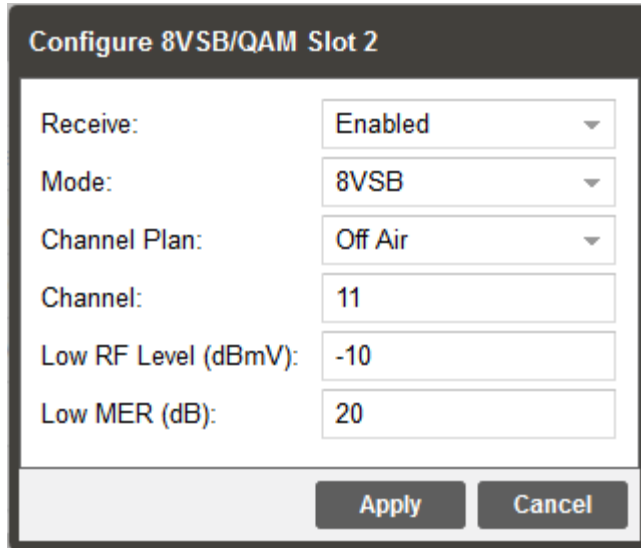 Configure 8VSB/QAM Slot 2
Receive: Enabled
Mode: 8VSB
Channel Plan: Off Air
Channel: 11
Low RF Level (dBmV): -10
Low MER (dB): 20
Apply Cancel